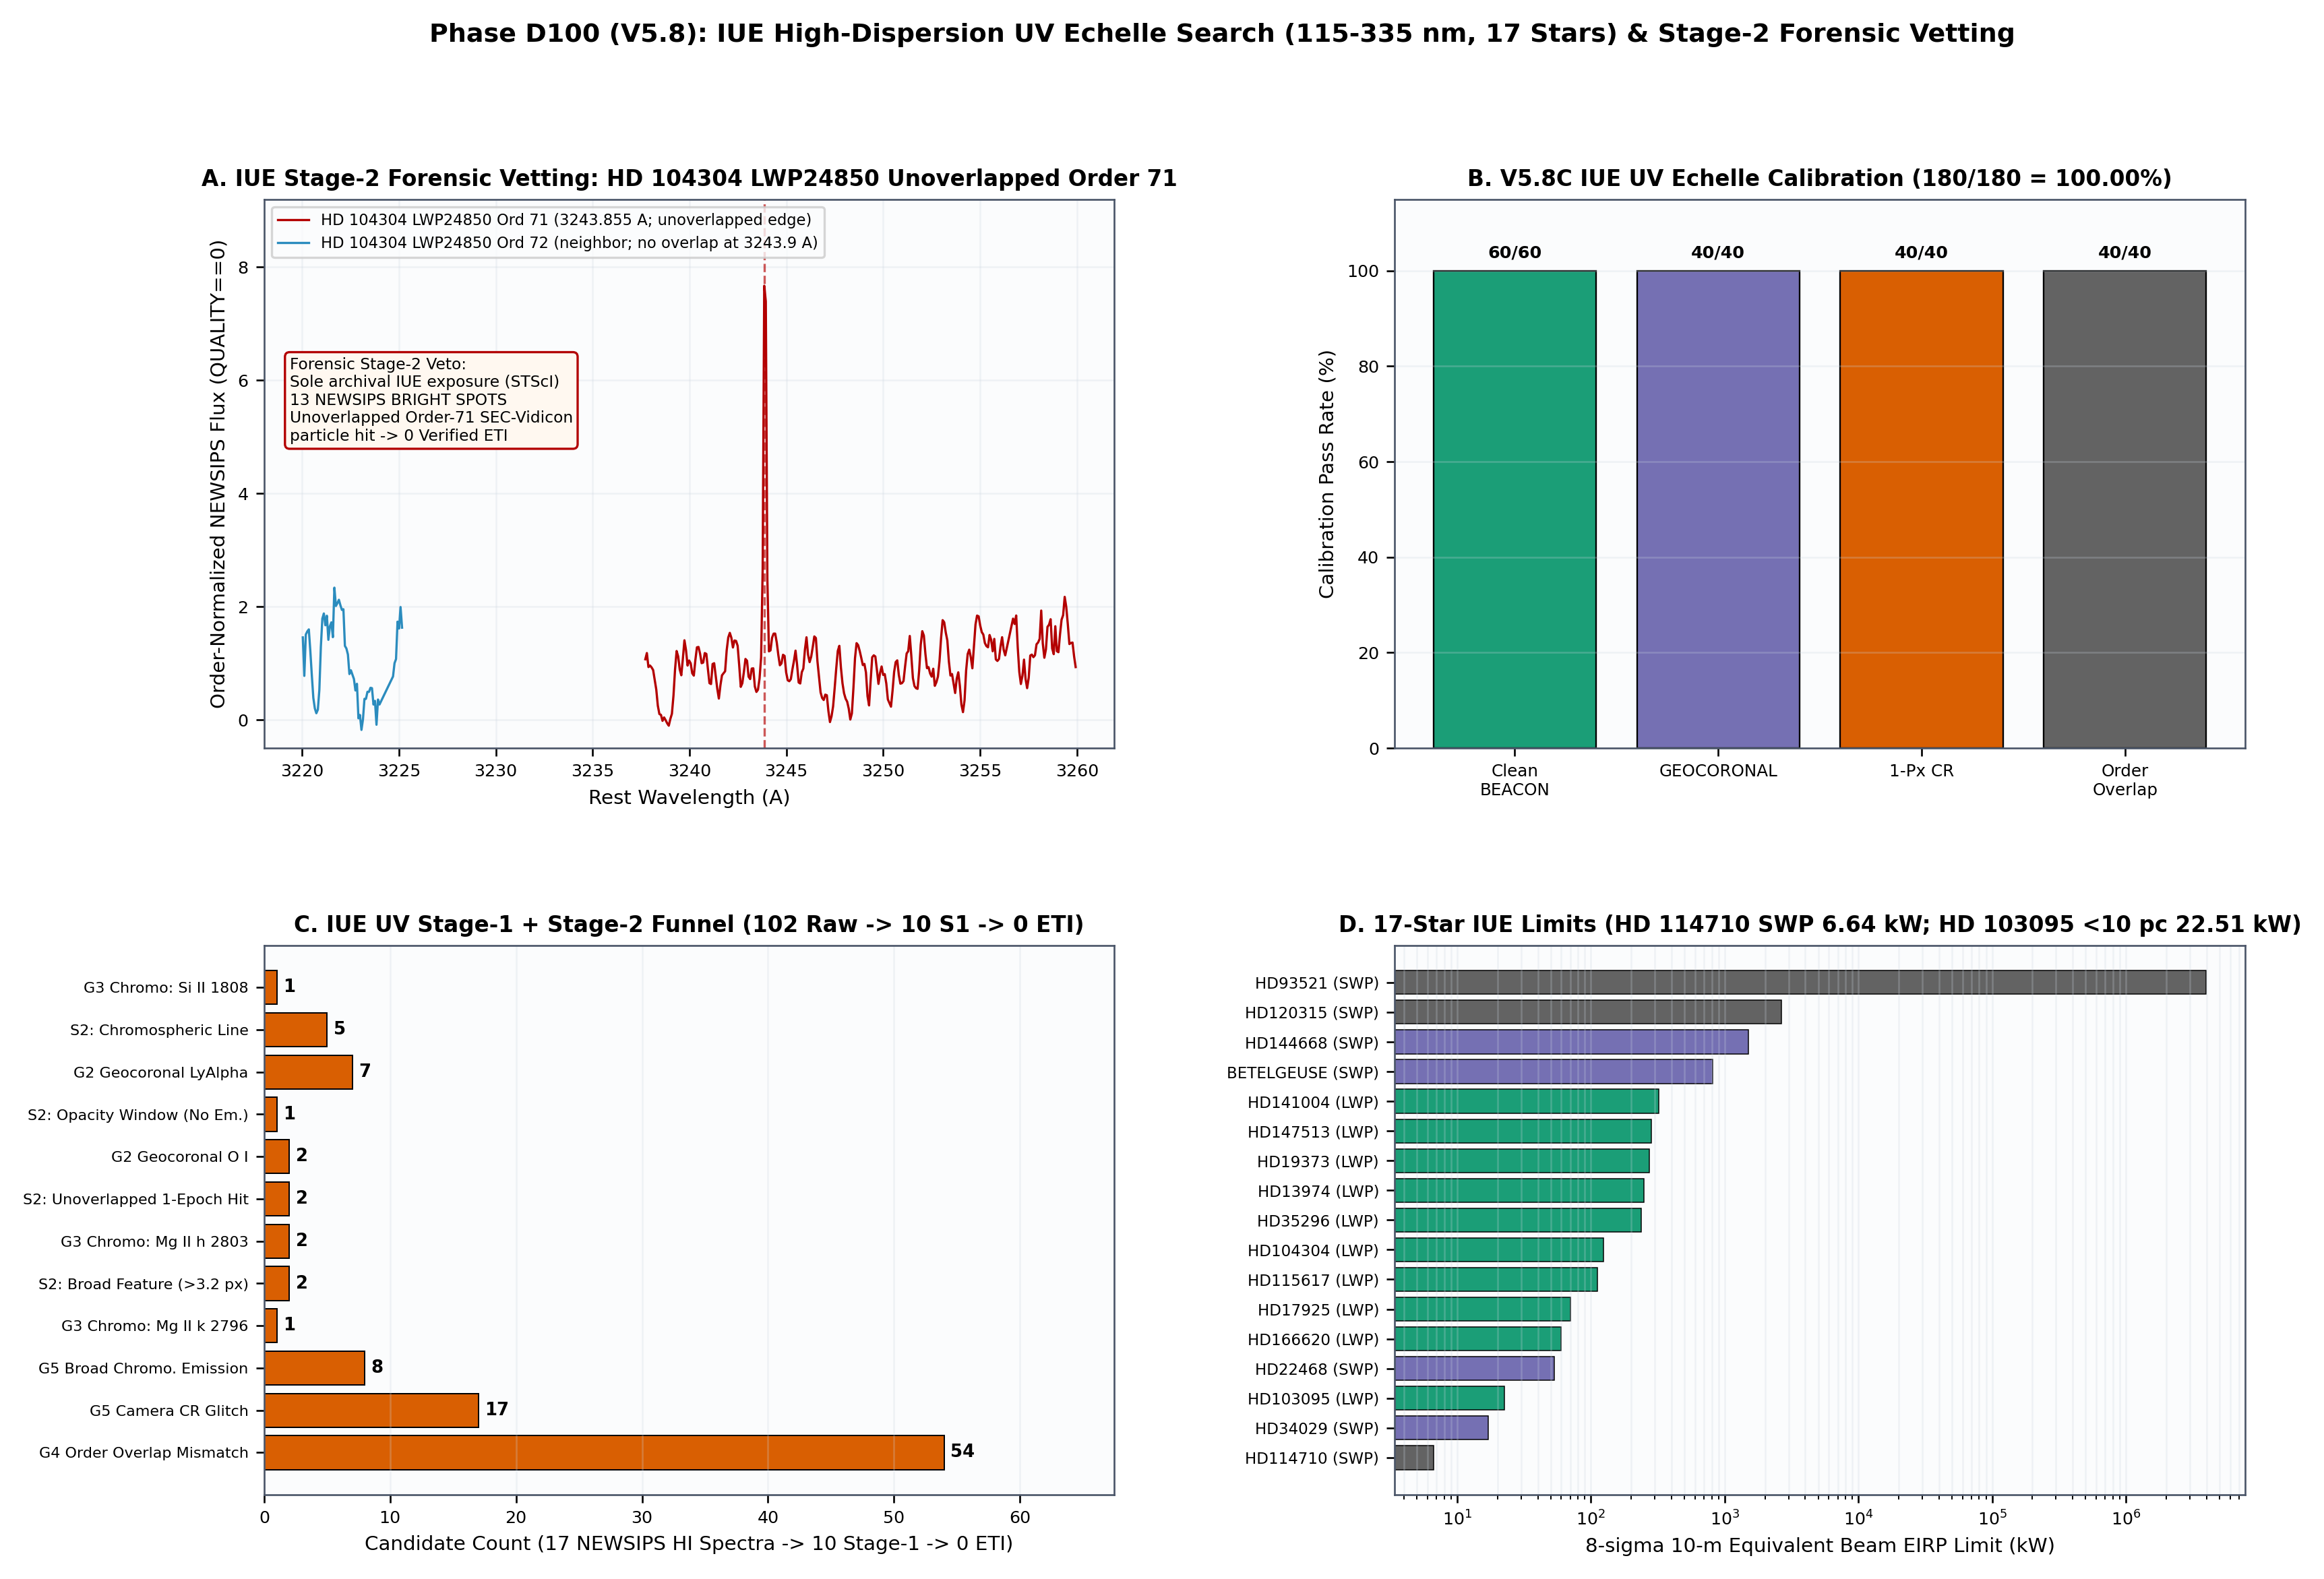 Phase D100 (V5.8): IUE High-Dispersion UV Echelle Search (115-335 nm, 17 Stars) & Stage-2 Forensic Vetting
A. IUE Stage-2 Forensic Vetting: HD 104304 LWP24850 Unoverlapped Order 71
HD 104304 LWP24850 Ord 71 (3243.855 A; unoverlapped edge)
HD 104304 LWP24850 Ord 72 (neighbor; no overlap at 3243.9 A)
Forensic Stage-2 Veto:
Sole archival IUE exposure (STScI)
13 NEWSIPS BRIGHT SPOTS
Unoverlapped Order-71 SEC-Vidicon
particle hit -> 0 Verified ETI
Order-Normalized NEWSIPS Flux (QUALITY==0)
8
6
4
2
0
3220
3225
3230
3235
3240
3245
3250
3255
3260
Rest Wavelength (A)
B. V5.8C IUE UV Echelle Calibration (180/180 = 100.00%)
60/60
40/40
40/40
40/40
Calibration Pass Rate (%)
100
80
60
40
20
0
Clean
BEACON
GEOCORONAL
1-Px CR
Order
Overlap
C. IUE UV Stage-1 + Stage-2 Funnel (102 Raw -> 10 S1 -> 0 ETI)
G3 Chromo: Si II 1808
1
S2: Chromospheric Line
5
G2 Geocoronal LyAlpha
7
S2: Opacity Window (No Em.)
1
G2 Geocoronal O I
2
S2: Unoverlapped 1-Epoch Hit
2
G3 Chromo: Mg II h 2803
2
S2: Broad Feature (>3.2 px)
2
G3 Chromo: Mg II k 2796
1
G5 Broad Chromo. Emission
8
G5 Camera CR Glitch
17
G4 Order Overlap Mismatch
54
0
10
20
30
40
50
60
Candidate Count (17 NEWSIPS HI Spectra -> 10 Stage-1 -> 0 ETI)
D. 17-Star IUE Limits (HD 114710 SWP 6.64 kW; HD 103095 <10 pc 22.51 kW)
HD93521 (SWP)
HD120315 (SWP)
HD144668 (SWP)
BETELGEUSE (SWP)
HD141004 (LWP)
HD147513 (LWP)
HD19373 (LWP)
HD13974 (LWP)
HD35296 (LWP)
HD104304 (LWP)
HD115617 (LWP)
HD17925 (LWP)
HD166620 (LWP)
HD22468 (SWP)
HD103095 (LWP)
HD34029 (SWP)
HD114710 (SWP)
10¹
10²
10³
10⁴
10⁵
10⁶
8-sigma 10-m Equivalent Beam EIRP Limit (kW)